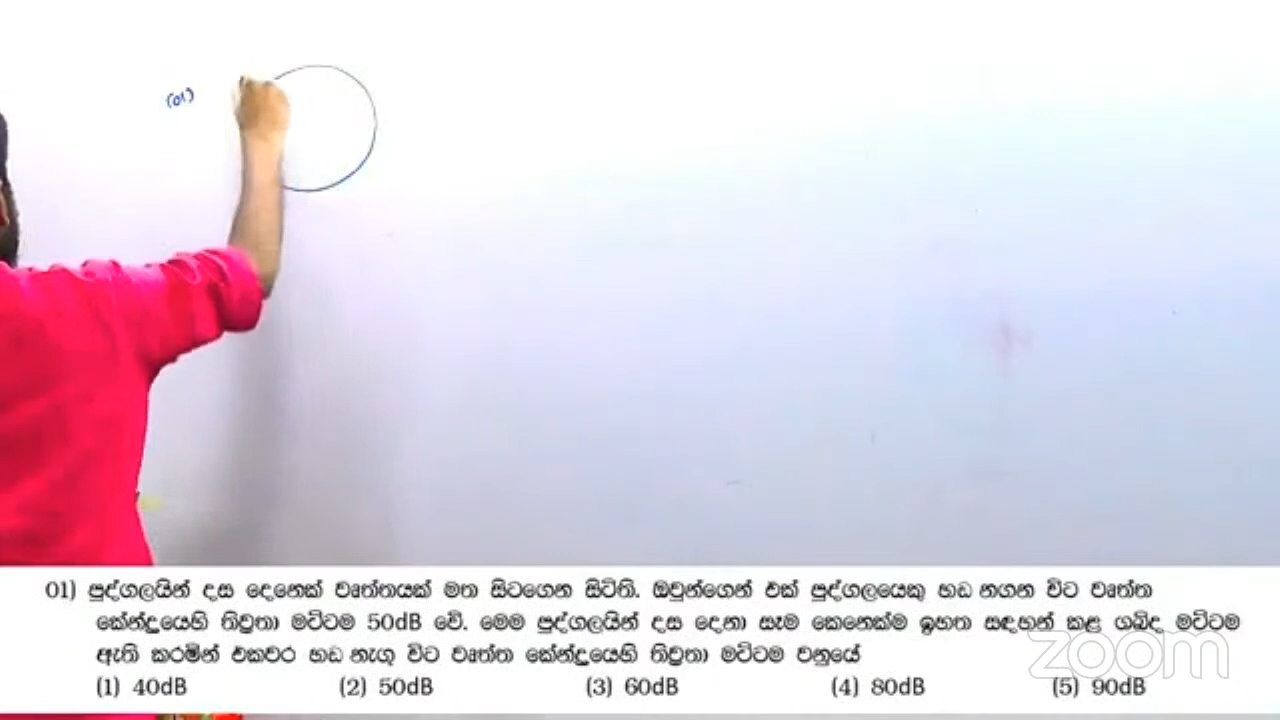 (01)
01) පුද්ගලයින් දස දෙනෙක් වෘත්තයක් මත සිටගෙන සිටිති. ඔවුන්ගෙන් එක් පුද්ගලයෙකු හඩ නගන විට වෘත්ත
කේන්ද්‍රයෙහි තිව්‍රතා මට්ටම 50dB වේ. මෙම පුද්ගලයින් දස දෙනා සෑම කෙනෙක්ම ඉහත සඳහන් කළ ශබ්ද මට්ටම
ඇති කරමින් එකවර හඩ නැගූ විට වෘත්ත කේන්ද්‍රයෙහි තිව්‍රතා මට්ටම වනුයේ
(1) 40dB (2) 50dB (3) 60dB (4) 80dB (5) 90dB
zoom